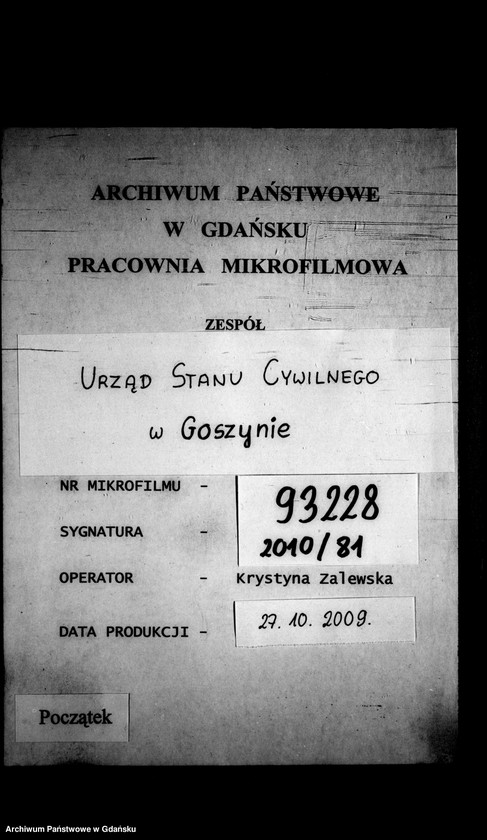 ARCHIWUM PAŃSTWOWE
W GDAŃSKU
PRACOWNIA MIKROFILMOWA
ZESPÓŁ
URZĄD STANU CYWILNEGO
w Goszynie
NR MIKROFILMU - 93228
SYGNATURA - 2010/81
OPERATOR - Krystyna Zalewska
DATA PRODUKCJI - 27. 10. 2009.
Początek
Archiwum Państwowe w Gdańsku